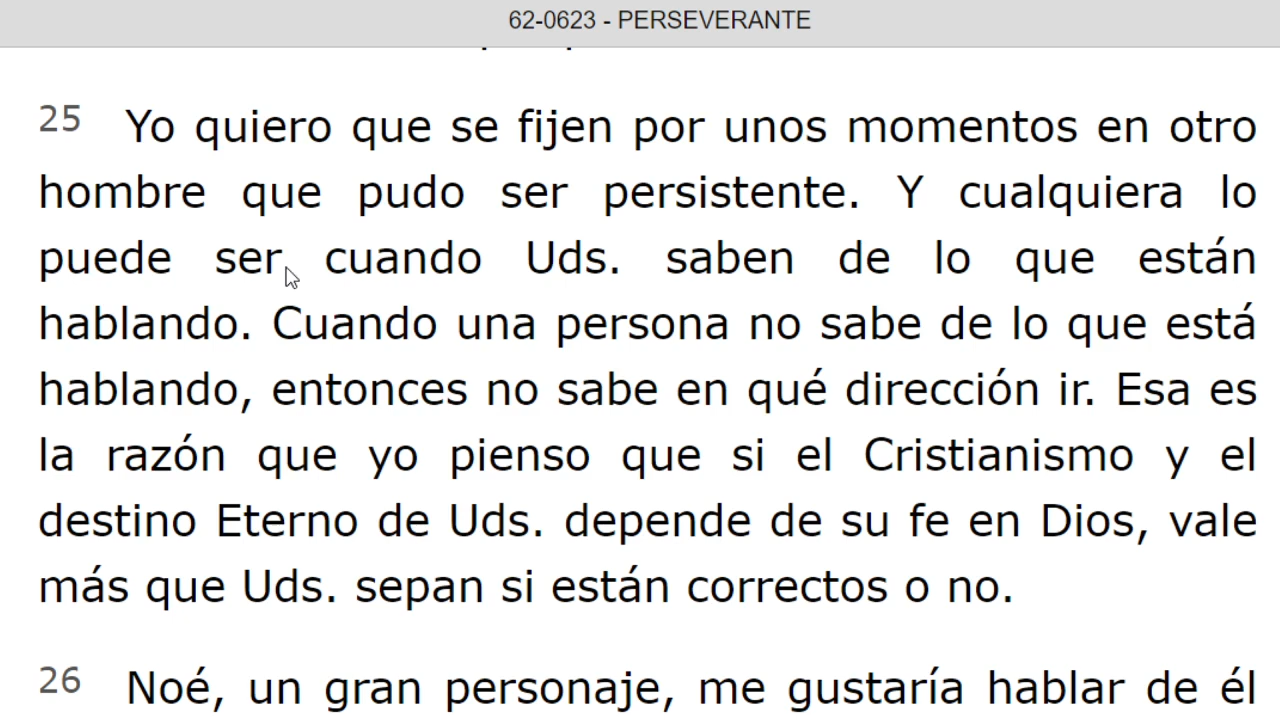 62-0623 - PERSEVERANTE
25 Yo quiero que se fijen por unos momentos en otro
hombre que pudo ser persistente. Y cualquiera lo
puede ser cuando Uds. saben de lo que están
hablando. Cuando una persona no sabe de lo que está
hablando, entonces no sabe en qué dirección ir. Esa es
la razón que yo pienso que si el Cristianismo y el
destino Eterno de Uds. depende de su fe en Dios, vale
más que Uds. sepan si están correctos o no.
26 Noé, un gran personaje, me gustaría hablar de él